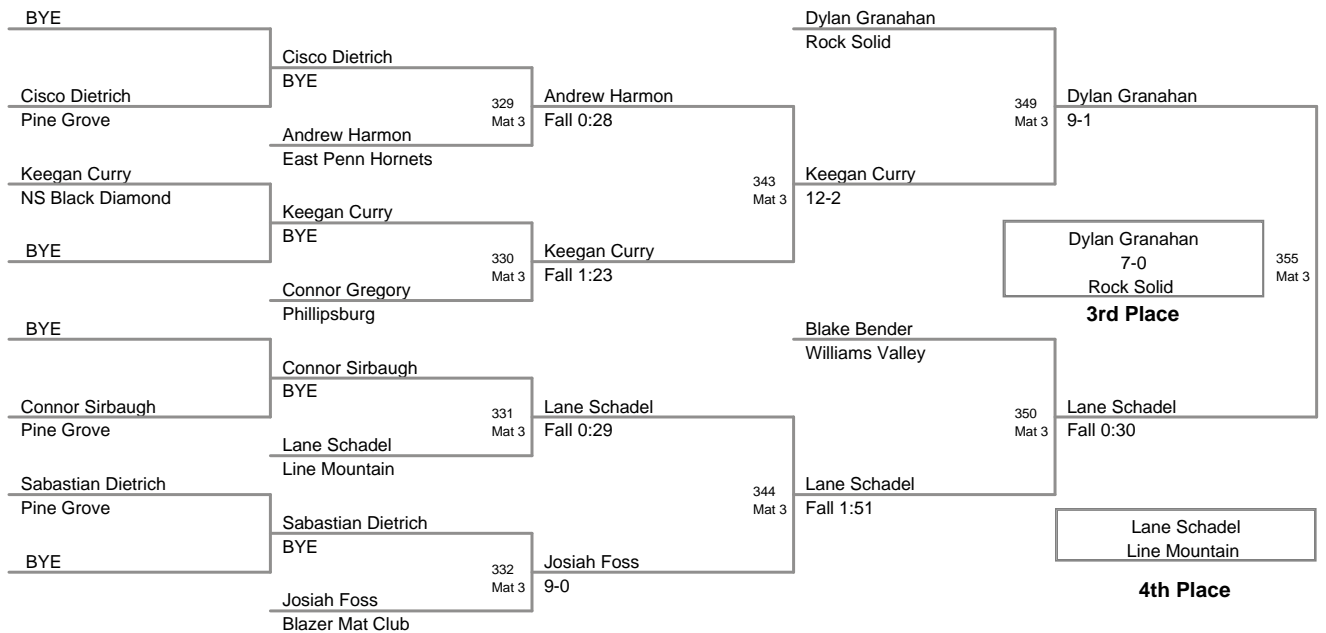 BYE
Cisco Dietrich
Pine Grove
Keegan Curry
NS Black Diamond
BYE
BYE
Connor Sirbaugh
Pine Grove
Sabastian Dietrich
Pine Grove
BYE
Cisco Dietrich
BYE
329
Mat 3
Andrew Harmon
East Penn Hornets
Keegan Curry
BYE
330
Mat 3
Connor Gregory
Phillipsburg
Connor Sirbaugh
BYE
331
Mat 3
Lane Schadel
Line Mountain
Sabastian Dietrich
BYE
332
Mat 3
Josiah Foss
Blazer Mat Club
Andrew Harmon
Fall 0:28
343
Mat 3
Keegan Curry
Fall 1:23
Lane Schadel
Fall 0:29
344
Mat 3
Josiah Foss
9-0
Dylan Granahan
Rock Solid
349
Mat 3
Keegan Curry
12-2
Blake Bender
Williams Valley
350
Mat 3
Lane Schadel
Fall 1:51
Dylan Granahan
9-1
Dylan Granahan
7-0
Rock Solid
3rd Place
355
Mat 3
Lane Schadel
Fall 0:30
Lane Schadel
Line Mountain
4th Place